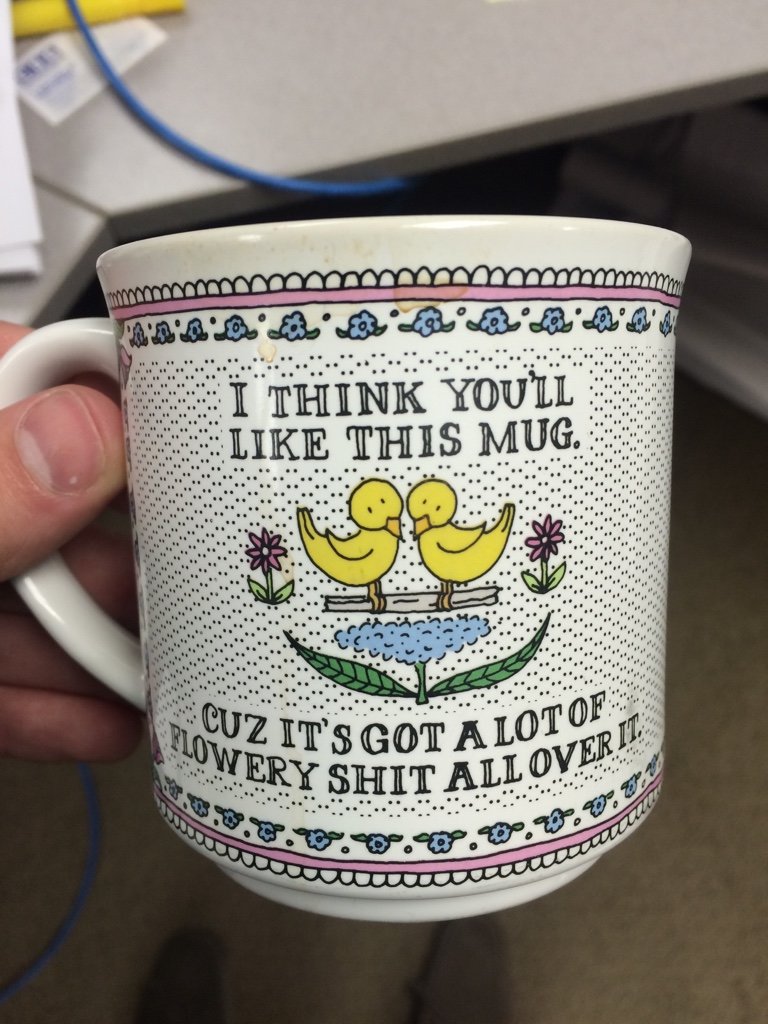 I THINK YOU'LL
LIKE THIS MUG.
CUZ IT'S GOT A LOT OF
FLOWERY SHIT ALL OVER IT.